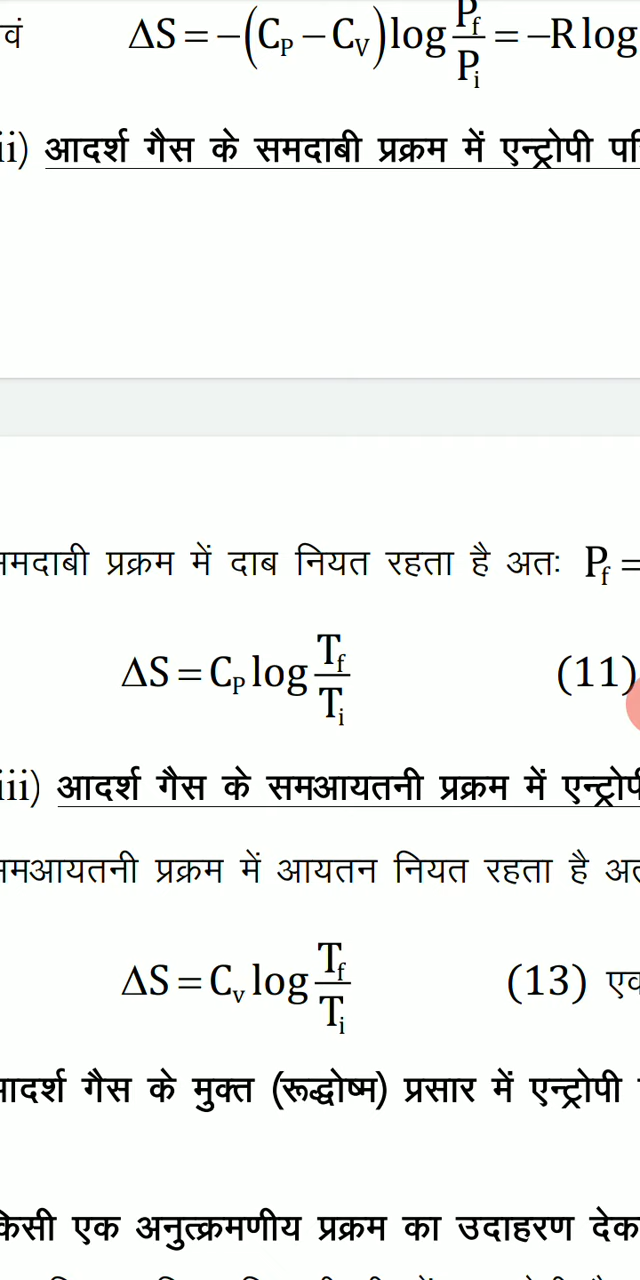 वं ΔS = −(C_P − C_V) log P_f/P_i = −R log
ii) आदर्श गैस के समदाबी प्रक्रम में एन्ट्रोपी
समदाबी प्रक्रम में दाब नियत रहता है अतः P_f =
ΔS = C_P log T_f/T_i (11)
iii) आदर्श गैस के समआयतनी प्रक्रम में
समआयतनी प्रक्रम में आयतन नियत रहता है
ΔS = C_v log T_f/T_i (13)
आदर्श गैस के मुक्त (रूद्धोष्म) प्रसार में एन्ट्रोपी
किसी एक अनुत्क्रमणीय प्रक्रम का उदाहरण